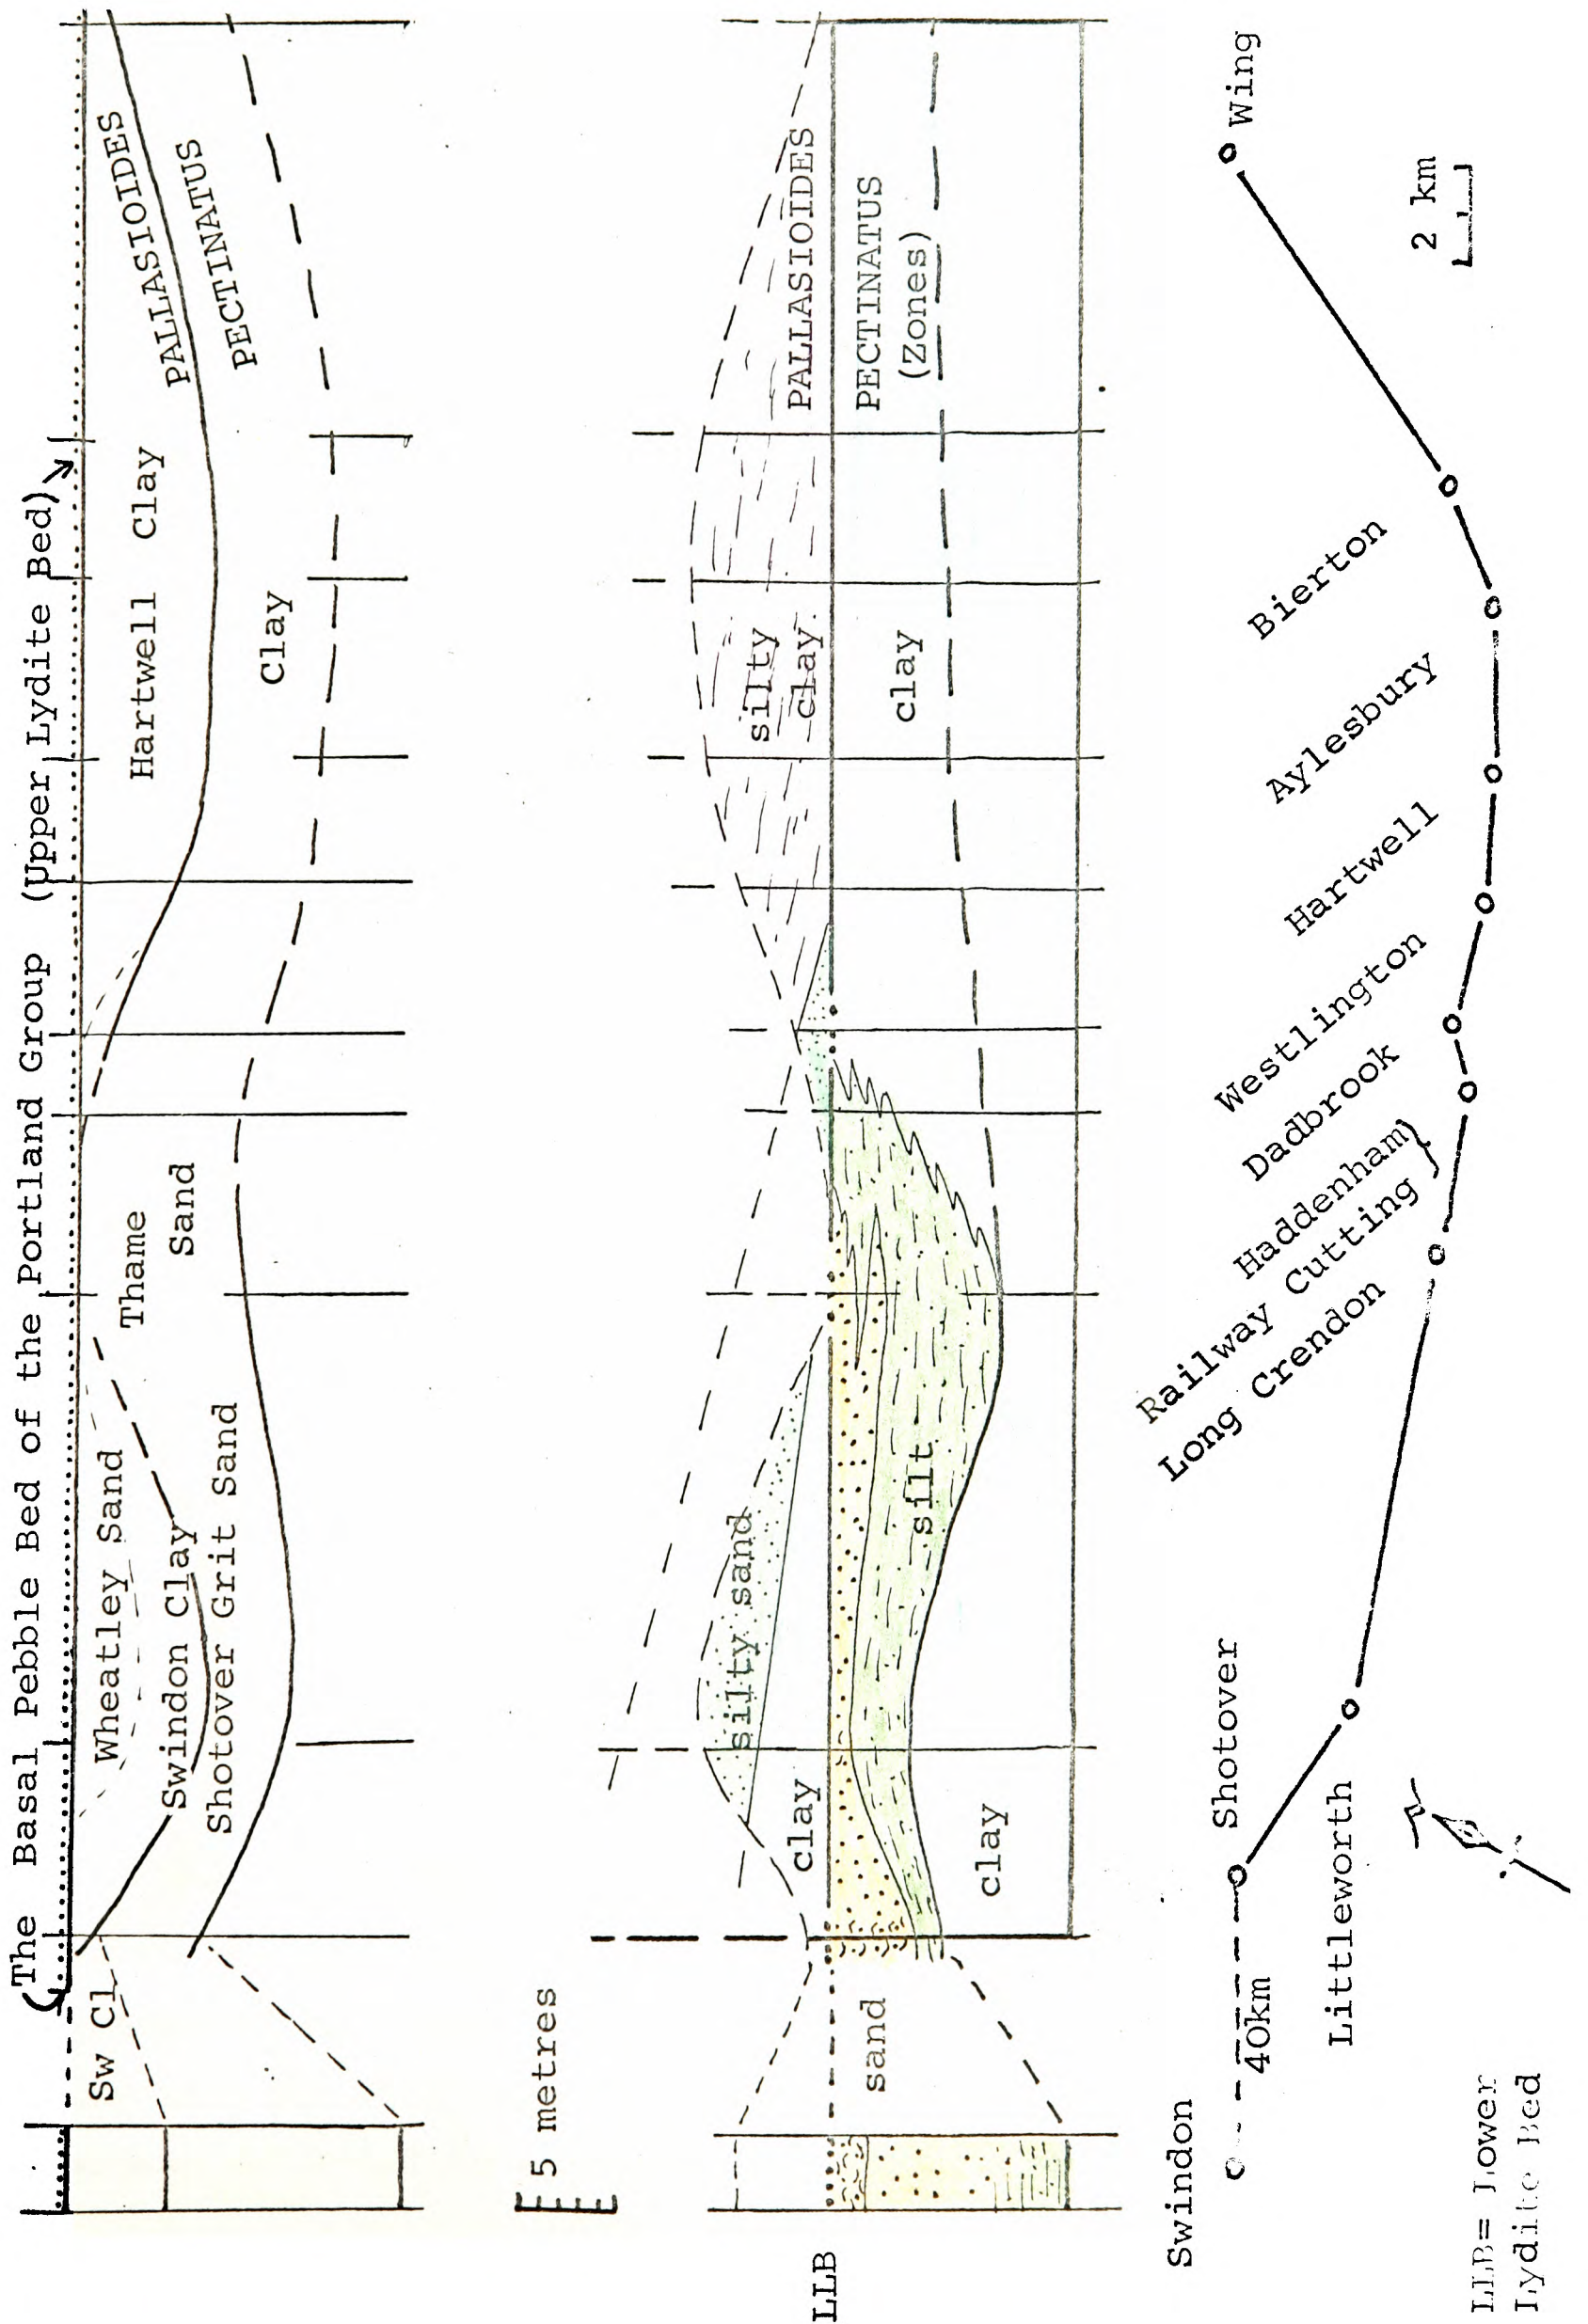 (The Basal Pebble Bed of the Portland Group (Upper Lydite Bed)
Sw Cl
Wheatley Sand
Swindon Clay
Shotover Grit Sand
Thame
Sand
Hartwell Clay
Clay
PALLASIOIDES
PECTINATUS
5 metres
LLB
sand
clay
clay
silty sand
silt
silty
clay
clay
PALLASIOIDES
PECTINATUS
(Zones)
Swindon
40km
Shotover
Littleworth
Long Crendon
Railway Cutting
Haddenham)
Dadbrook
Westlington
Hartwell
Aylesbury
Bierton
Wing
2 km
LLB= Lower
Lydite Bed